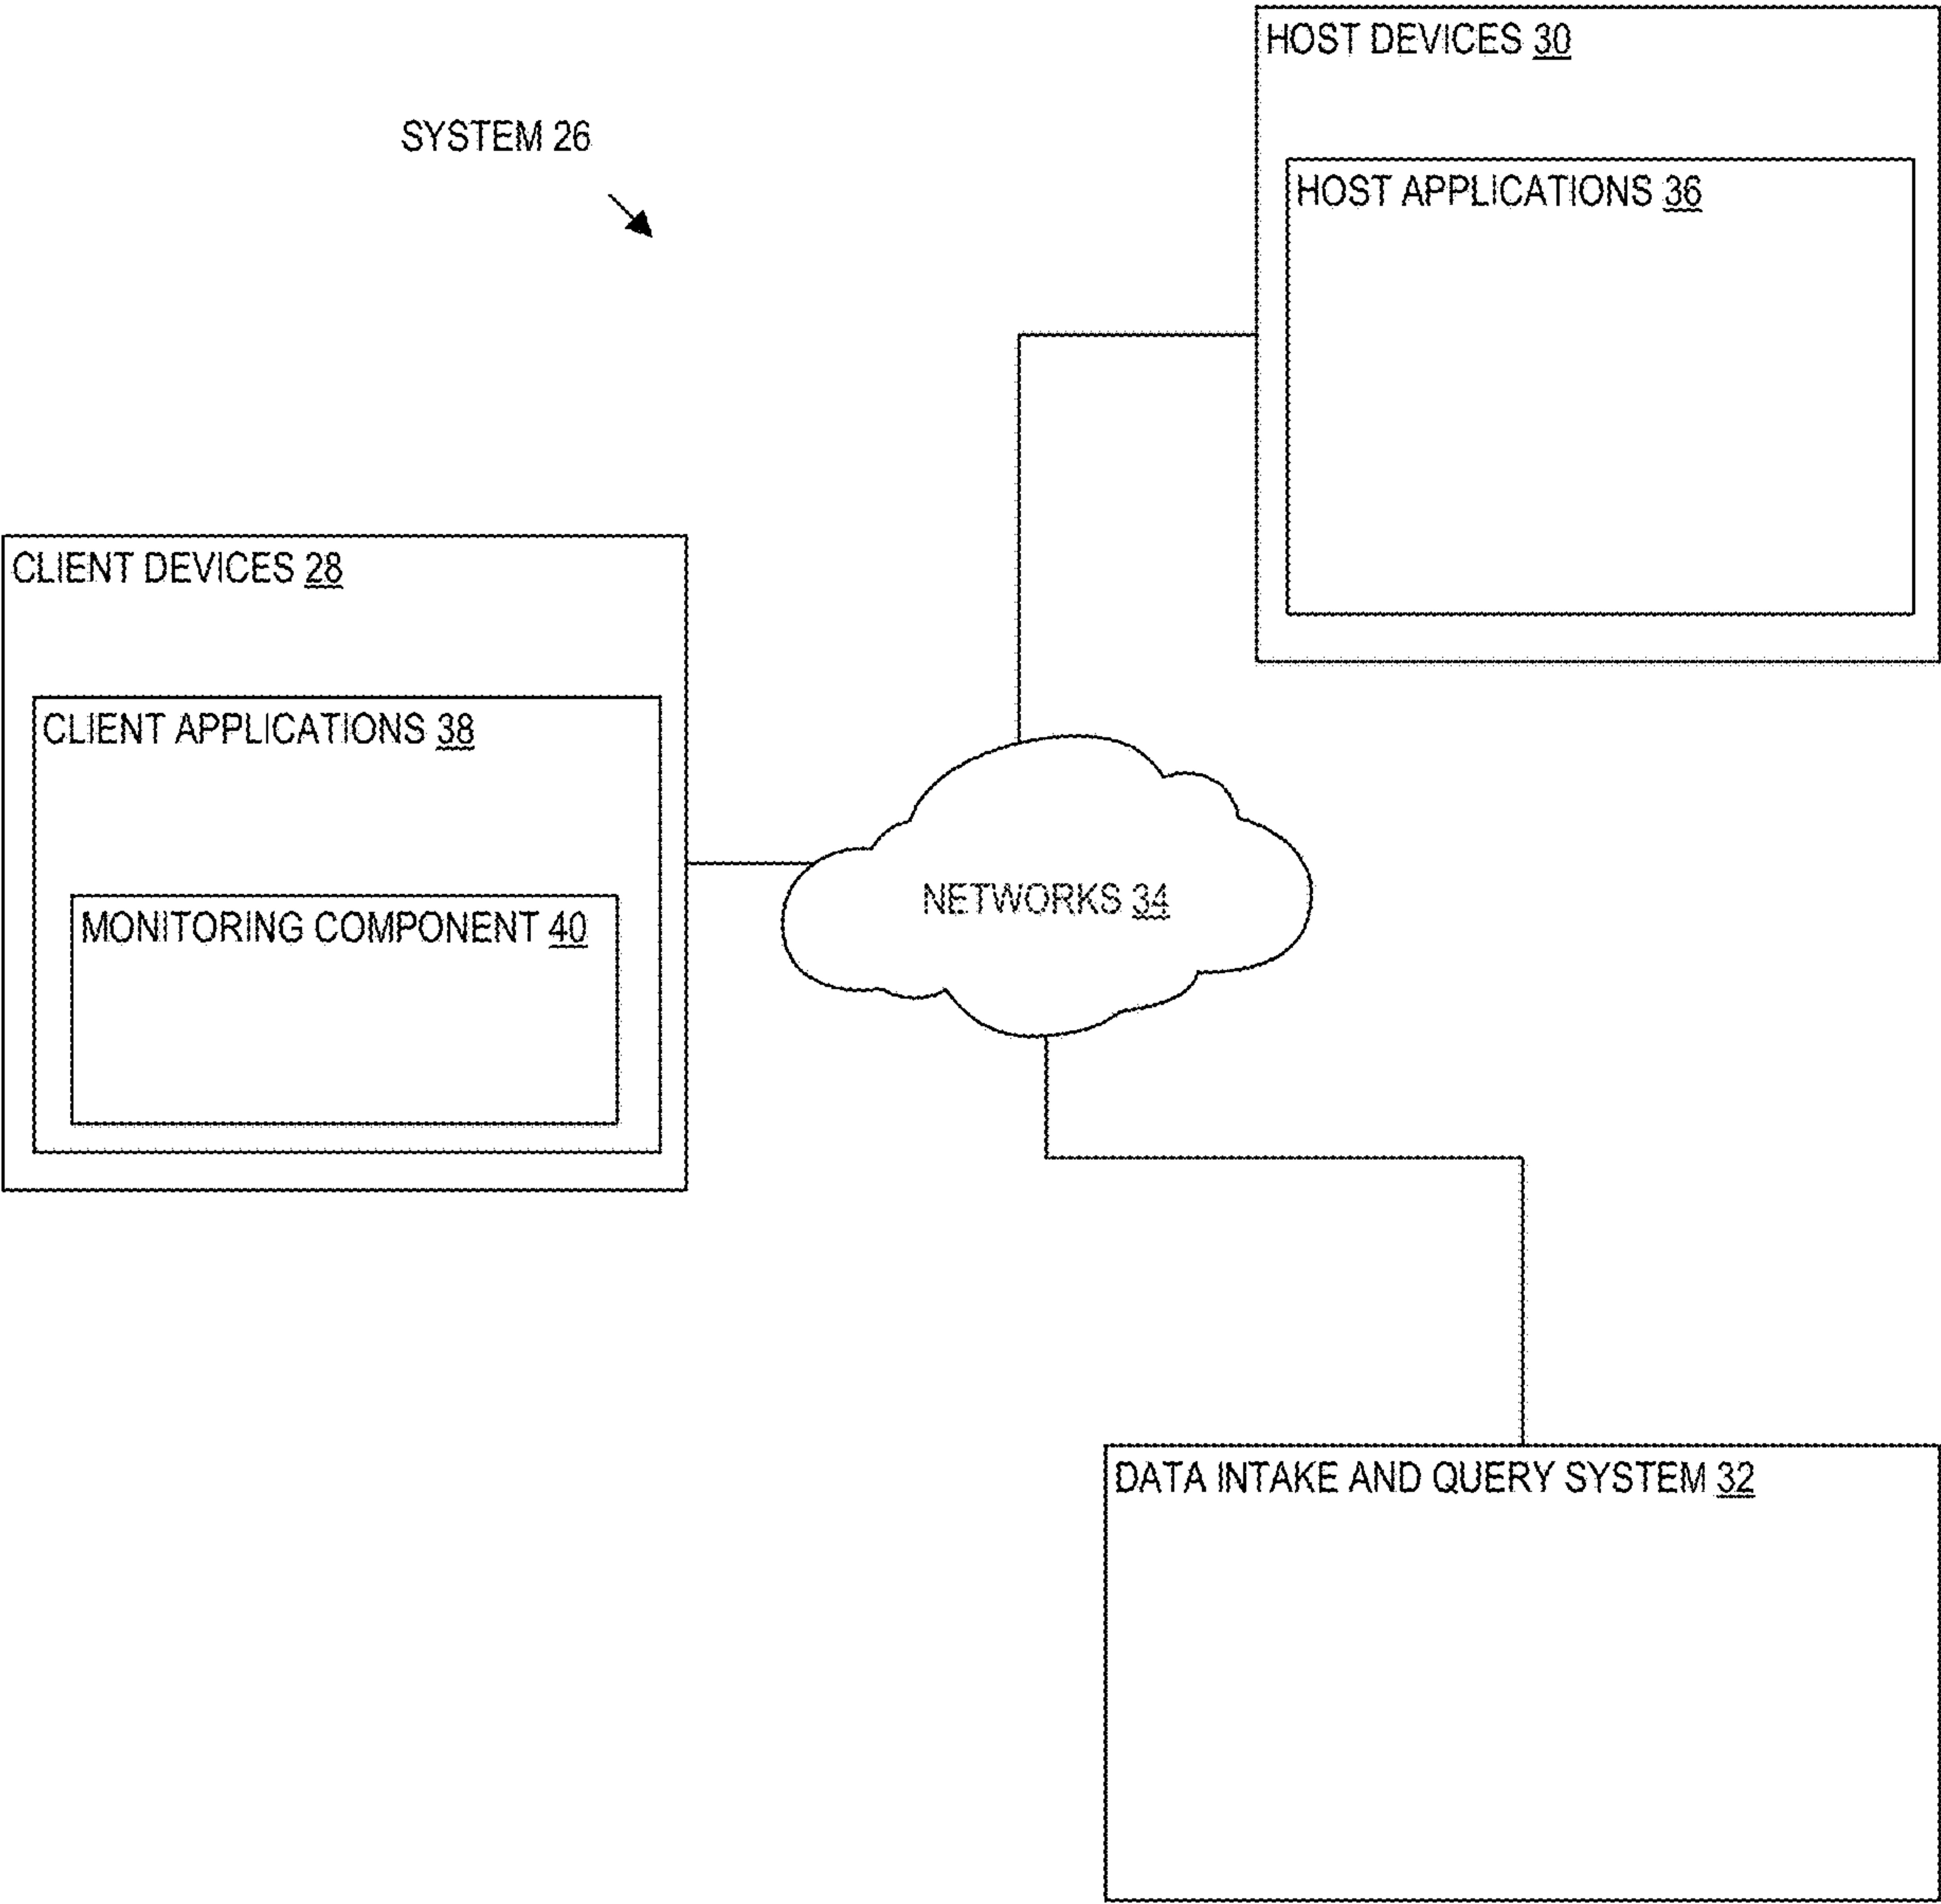 HOST DEVICES 30
SYSTEM 26
HOST APPLICATIONS 36
CLIENT DEVICES 28
CLIENT APPLICATIONS 38
NETWORKS 34
MONITORING COMPONENT 40
DATA INTAKE AND QUERY SYSTEM 32